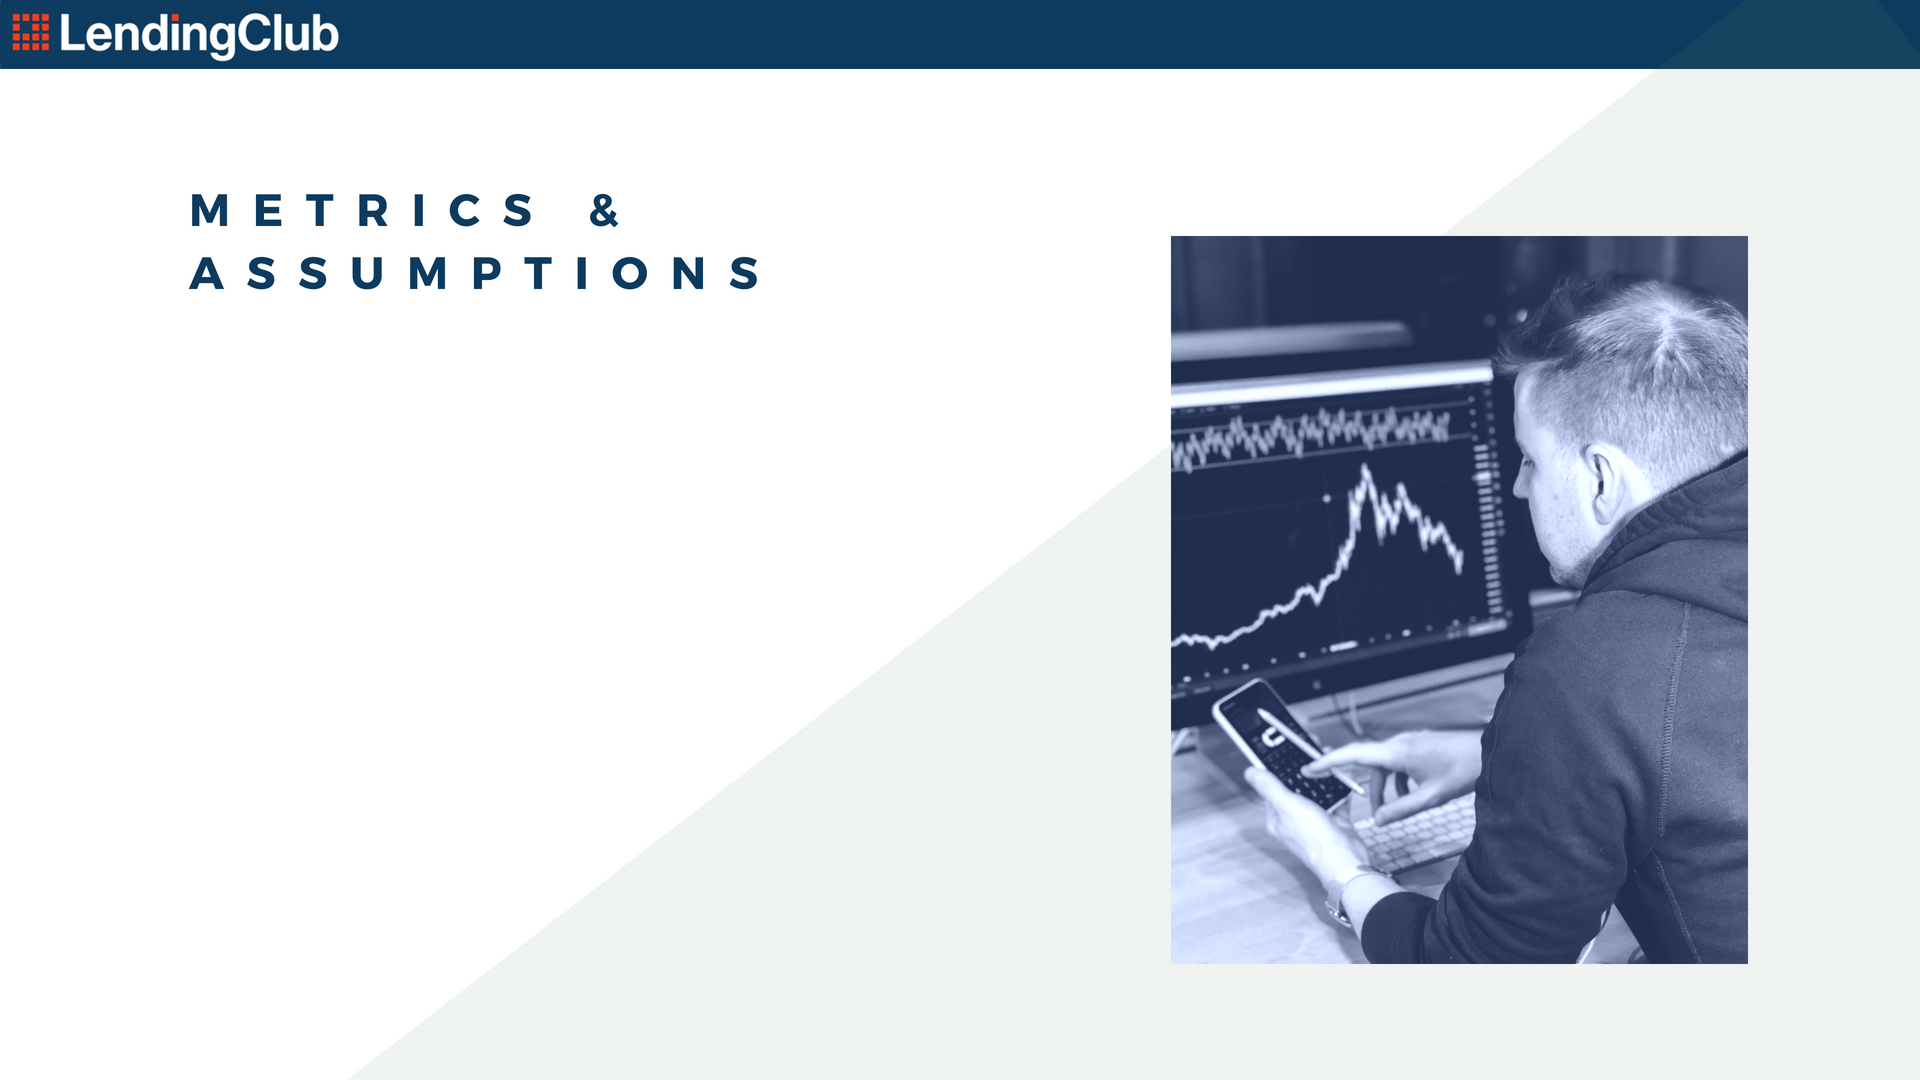 LendingClub
METRICS &
ASSUMPTIONS